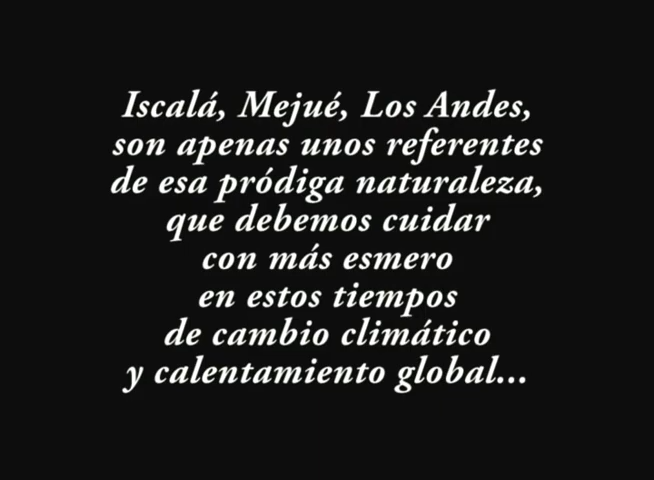 Iscalá, Mejué, Los Andes,
son apenas unos referentes
de esa pródiga naturaleza,
que debemos cuidar
con más esmero
en estos tiempos
de cambio climático
y calentamiento global...